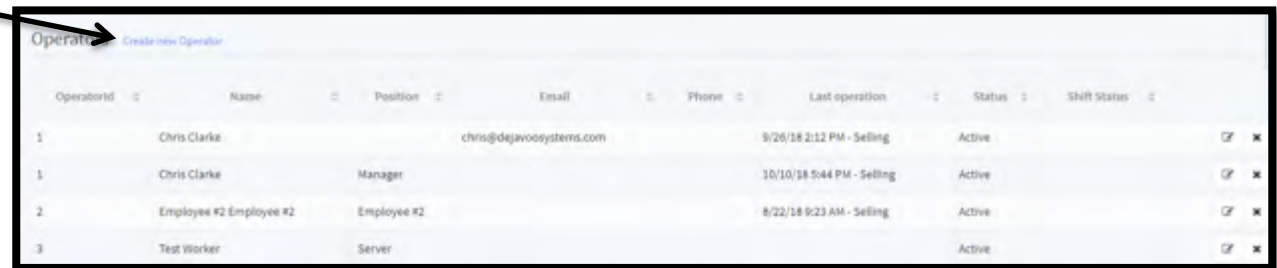 Operators Create new Operator
OperatorId Name Position Email Phone Last operation Status Shift Status
1 Chris Clarke chris@dejavoosystems.com 9/26/18 2:12 PM - Selling Active
1 Chris Clarke Manager 10/10/18 5:44 PM - Selling Active
2 Employee #2 Employee #2 Employee #2 8/22/18 9:23 AM - Selling Active
3 Test Worker Server Active